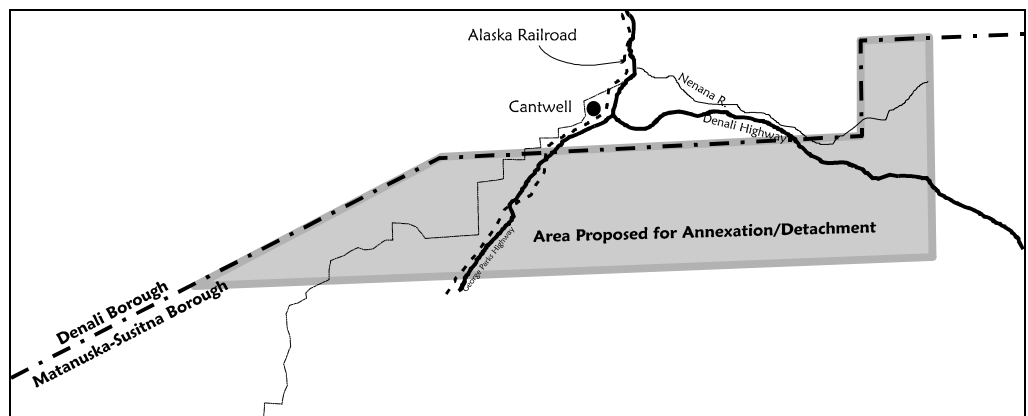 Alaska Railroad
Nenana R.
Cantwell
Denali Highway
Area Proposed for Annexation/Detachment
George Parks Highway
Denali Borough
Matanuska-Susitna Borough